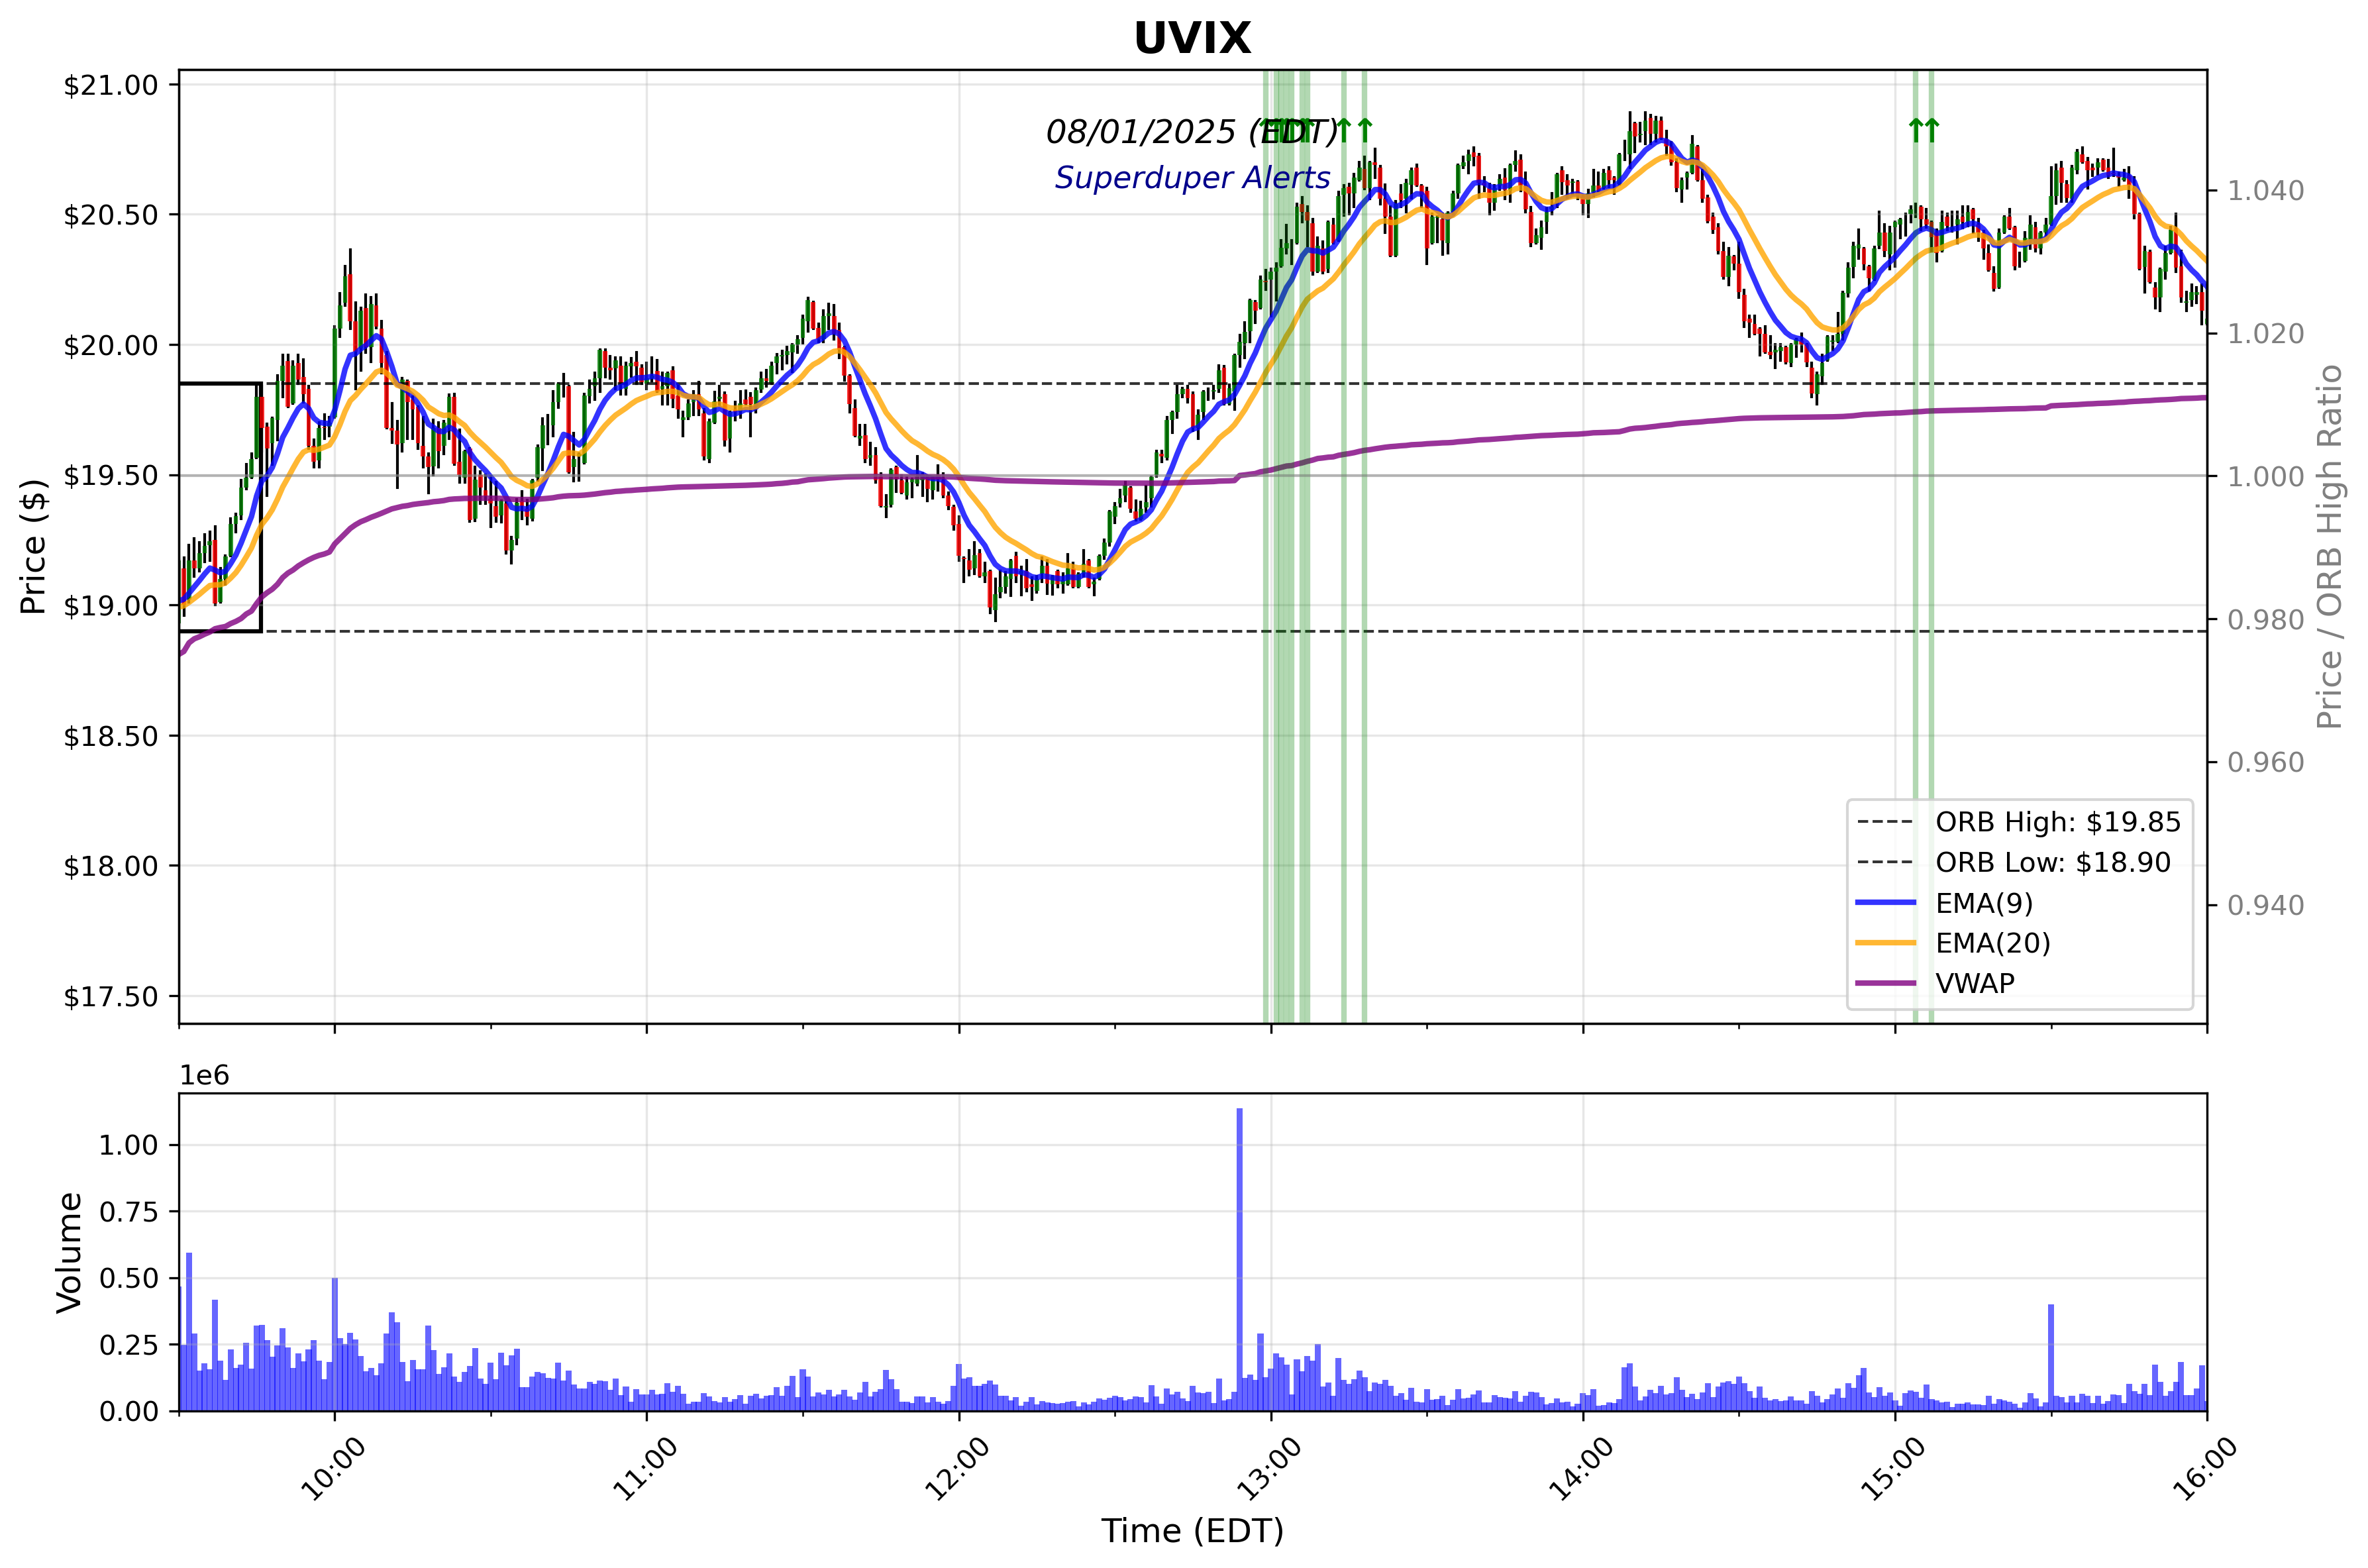 UVIX
08/01/2025 (EDT)
Superduper Alerts
Price ($)
$21.00
$20.50
$20.00
$19.50
$19.00
$18.50
$18.00
$17.50
1.040
1.020
1.000
0.980
0.960
0.940
Price / ORB High Ratio
ORB High: $19.85
ORB Low: $18.90
EMA(9)
EMA(20)
VWAP
1e6
Volume
1.00
0.75
0.50
0.25
0.00
10:00
11:00
12:00
13:00
14:00
15:00
16:00
Time (EDT)